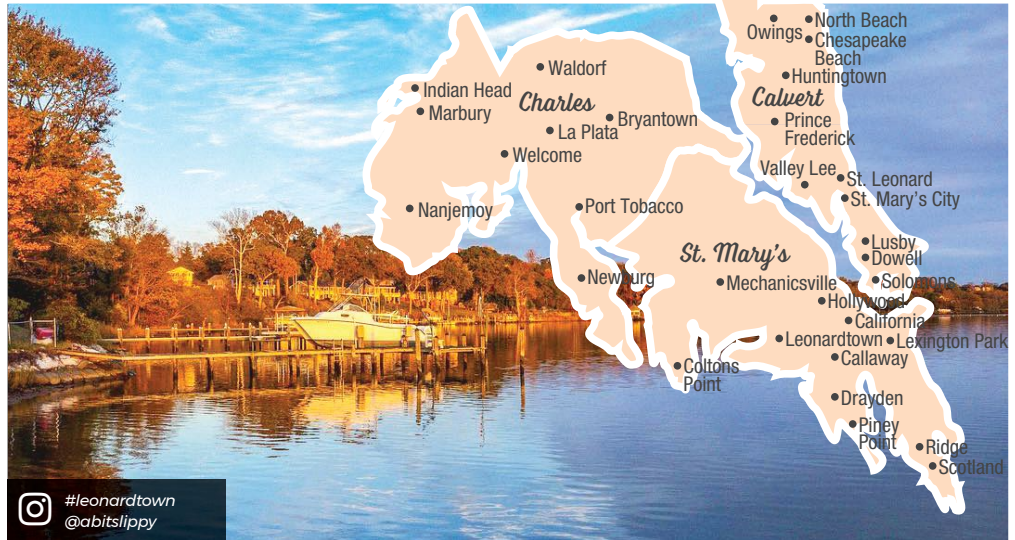 Owings
North Beach
Chesapeake
Beach
Huntingtown
Calvert
Prince
Frederick
Waldorf
Indian Head
Charles
Marbury
Bryantown
La Plata
Welcome
Valley Lee
St. Leonard
St. Mary's City
Nanjemoy
Port Tobacco
Lusby
Dowell
St. Mary's
Solomons
Newburg
Mechanicsville
Hollywood
California
Leonardtown
Lexington Park
Callaway
Coltons
Point
Drayden
Piney
Point
Ridge
Scotland
#leonardtown
@abitslippy